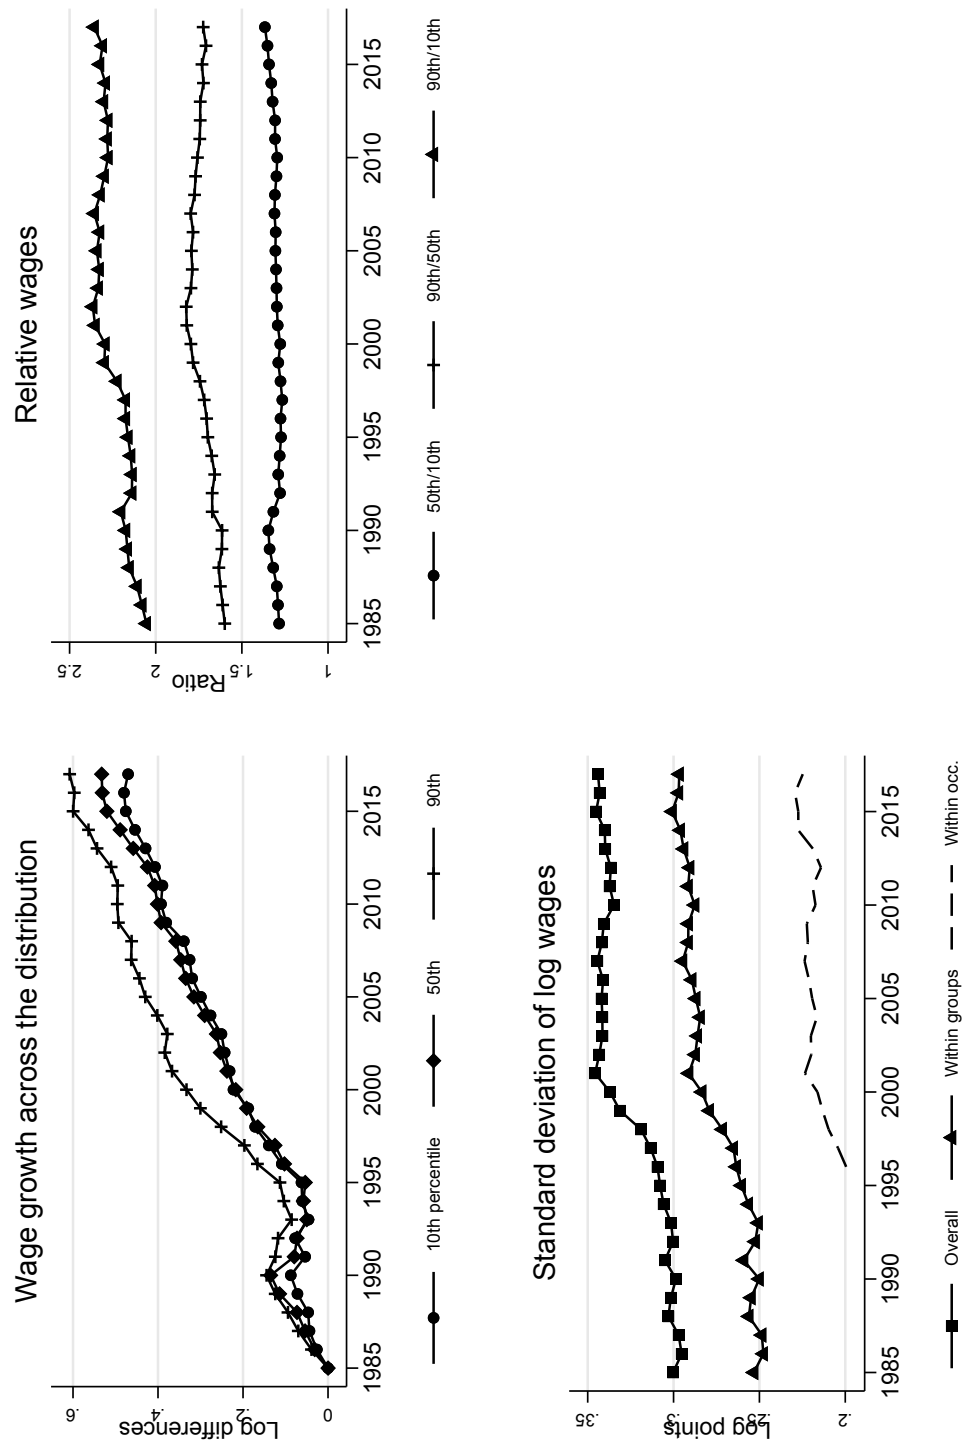 Wage growth across the distribution
Log differences
.6
.4
.2
0
1985 1990 1995 2000 2005 2010 2015
10th percentile 50th 90th
Relative wages
Ratio
2.5
2
1.5
1
1985 1990 1995 2000 2005 2010 2015
50th/10th 90th/50th 90th/10th
Standard deviation of log wages
Log points
.35
.3
.25
.2
1985 1990 1995 2000 2005 2010 2015
Overall Within groups Within occ.